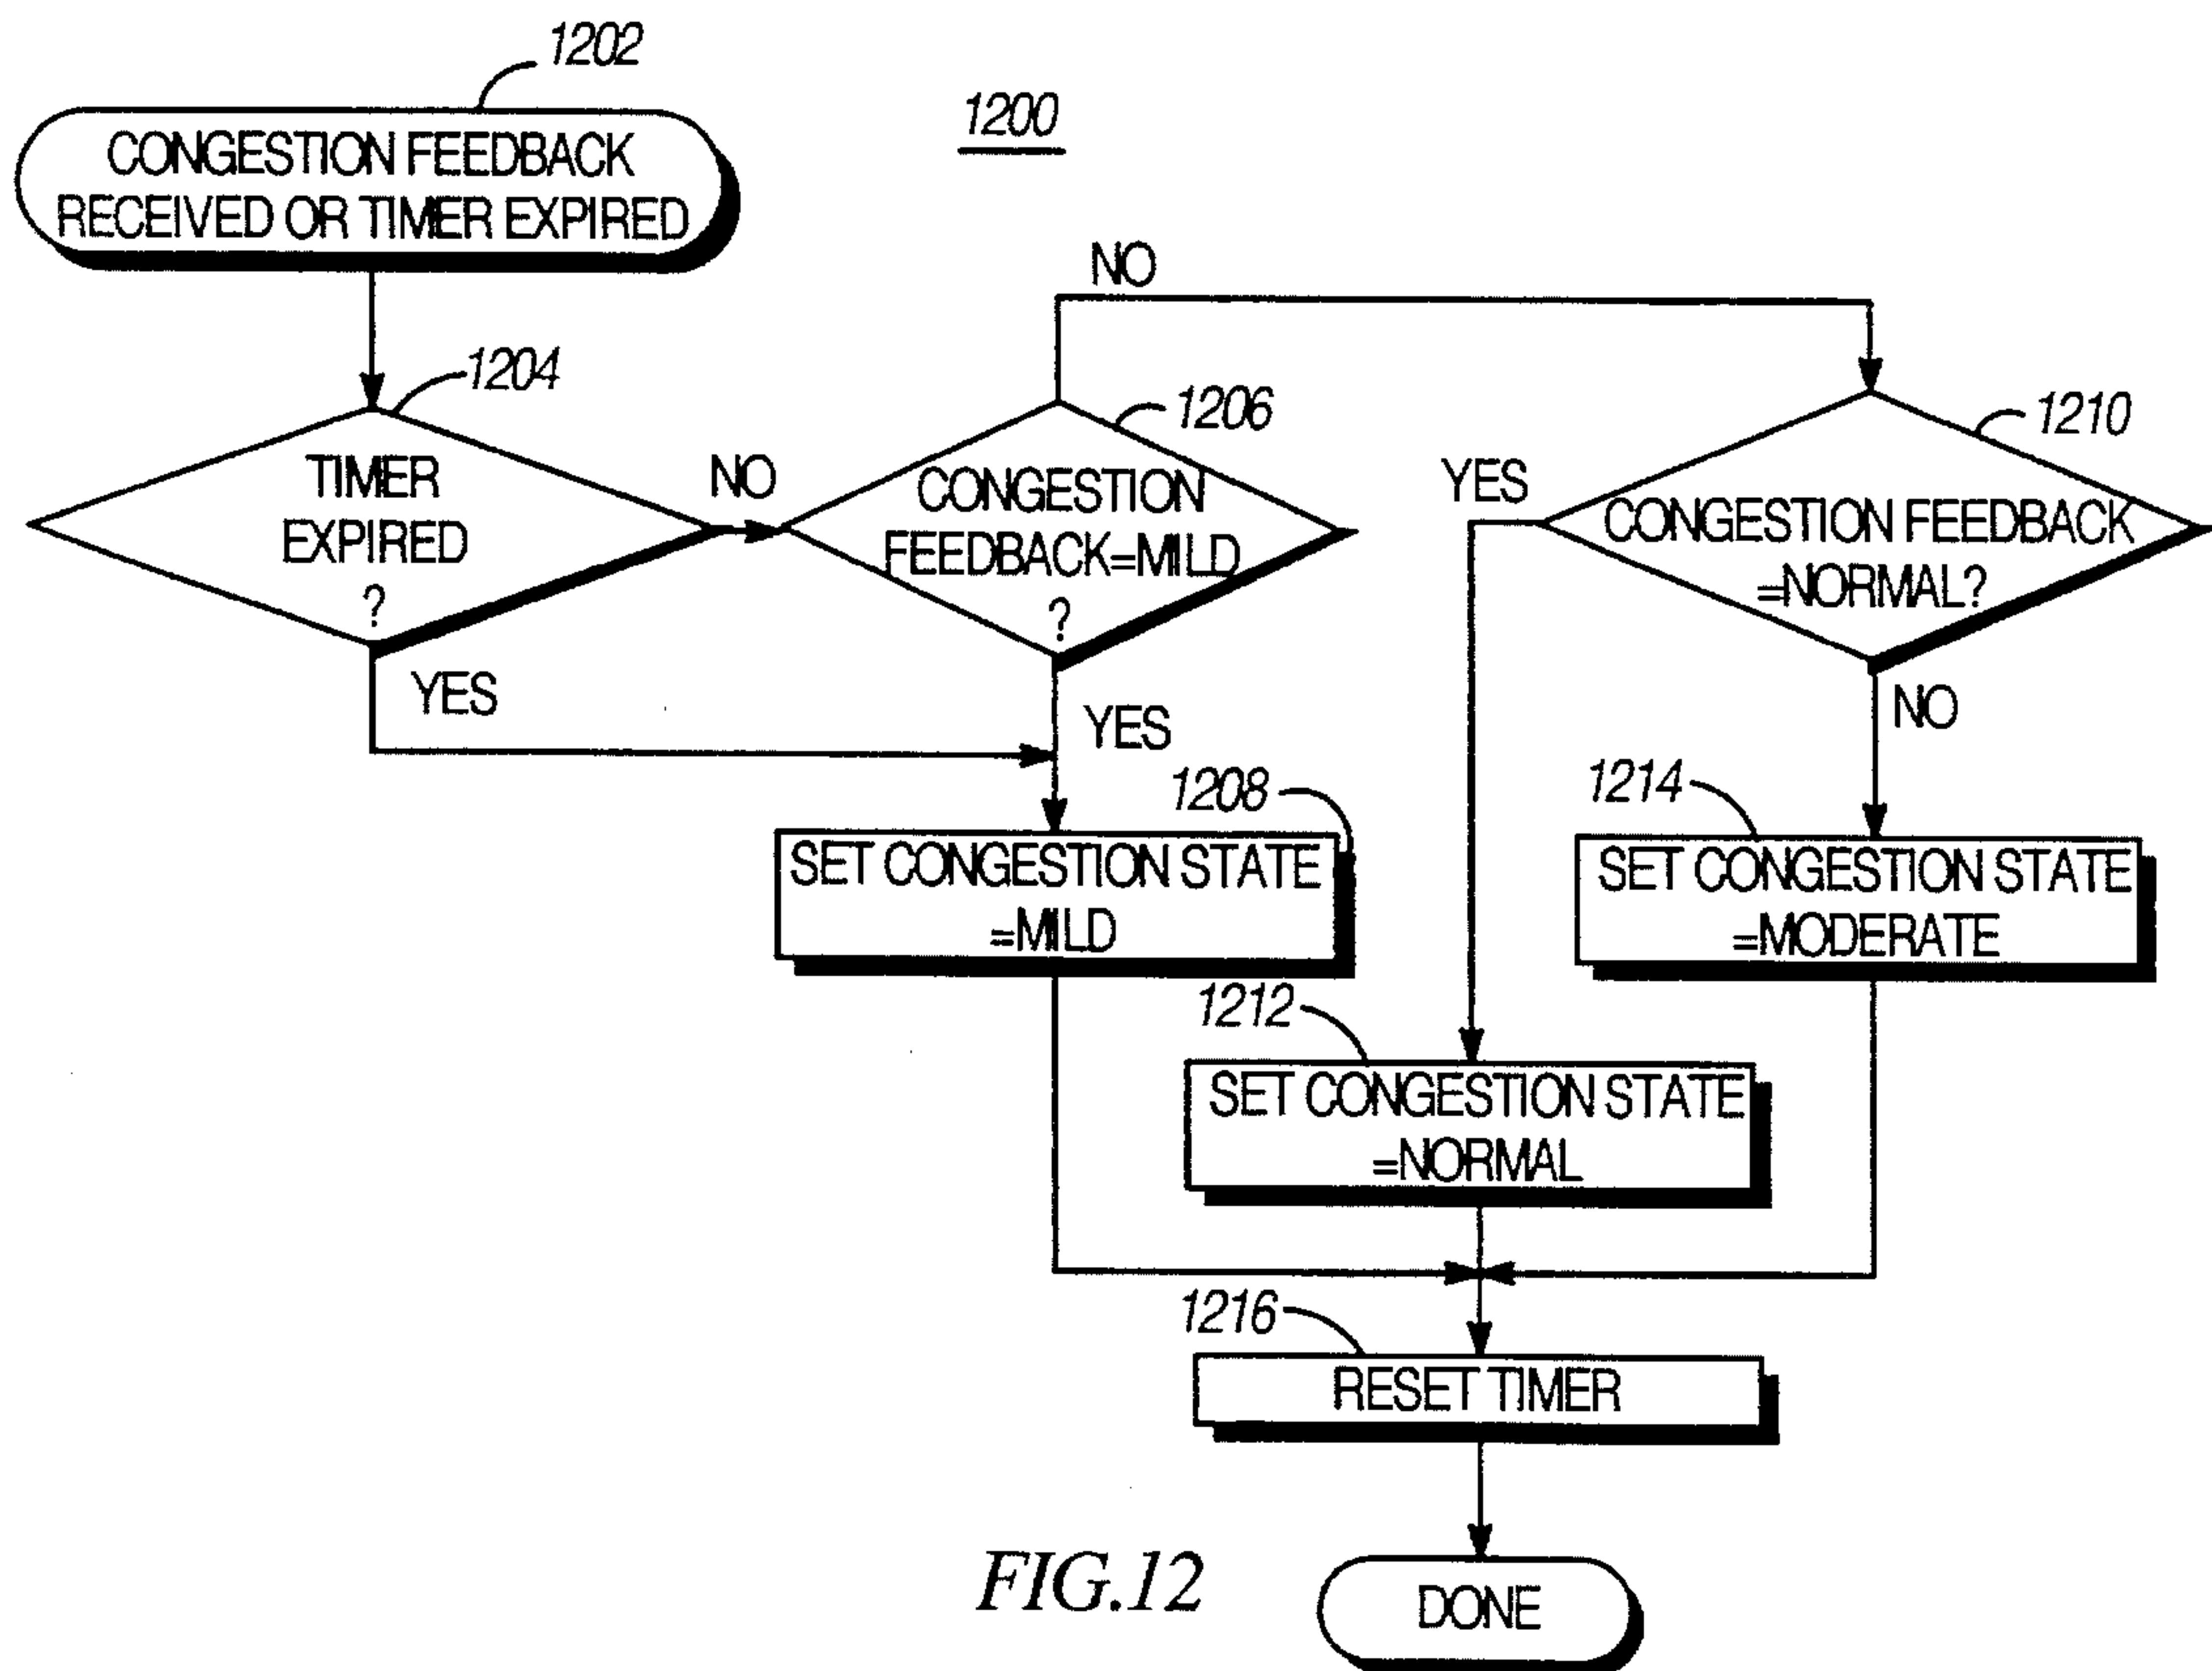 1202
1200
CONGESTION FEEDBACK
RECEIVED OR TIMER EXPIRED
NO
1204
1206
1210
TIMER
EXPIRED
?
NO
CONGESTION
FEEDBACK=MILD
?
YES
CONGESTION FEEDBACK
=NORMAL?
YES
YES
NO
1208
1214
SET CONGESTION STATE
=MILD
SET CONGESTION STATE
=MODERATE
1212
SET CONGESTION STATE
=NORMAL
1216
RESET TIMER
FIG.12
DONE